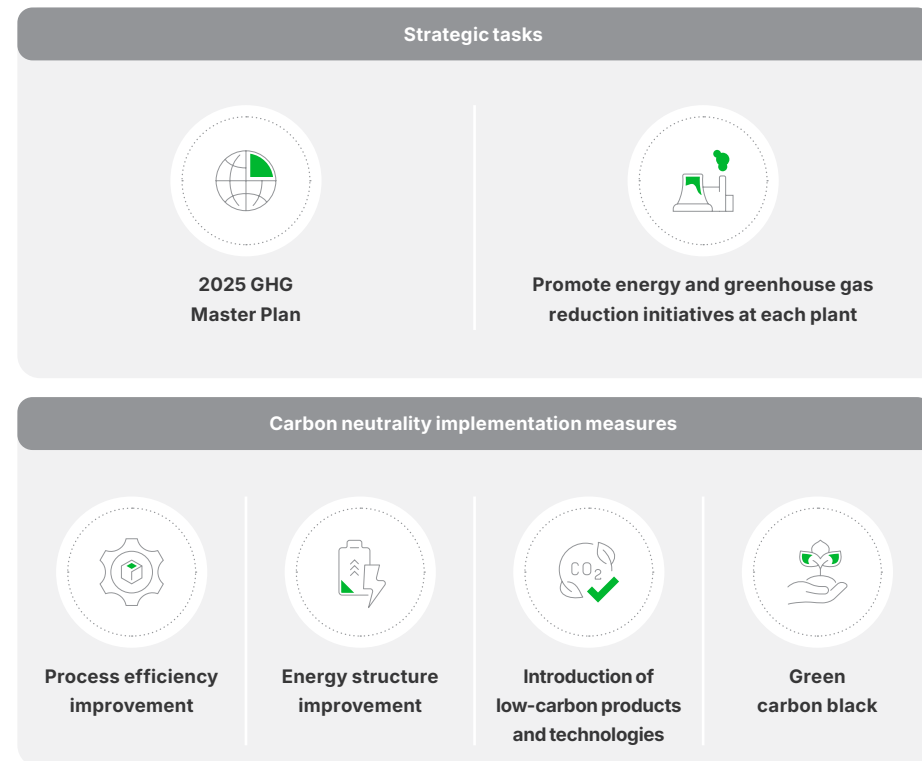 Strategic tasks
2025 GHG
Master Plan
Promote energy and greenhouse gas
reduction initiatives at each plant
Carbon neutrality implementation measures
Process efficiency
improvement
Energy structure
improvement
CO2
Introduction of
low-carbon products
and technologies
Green
carbon black